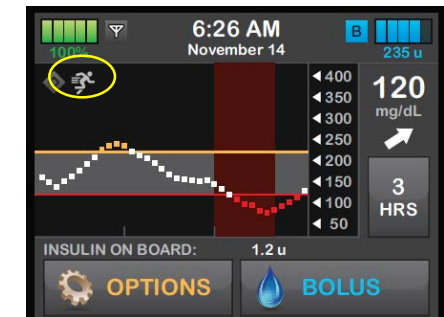 6:26 AM
November 14
100%
B
235 u
400
350
300
250
200
150
100
50
120
mg/dL
3
HRS
INSULIN ON BOARD: 1.2 u
OPTIONS
BOLUS